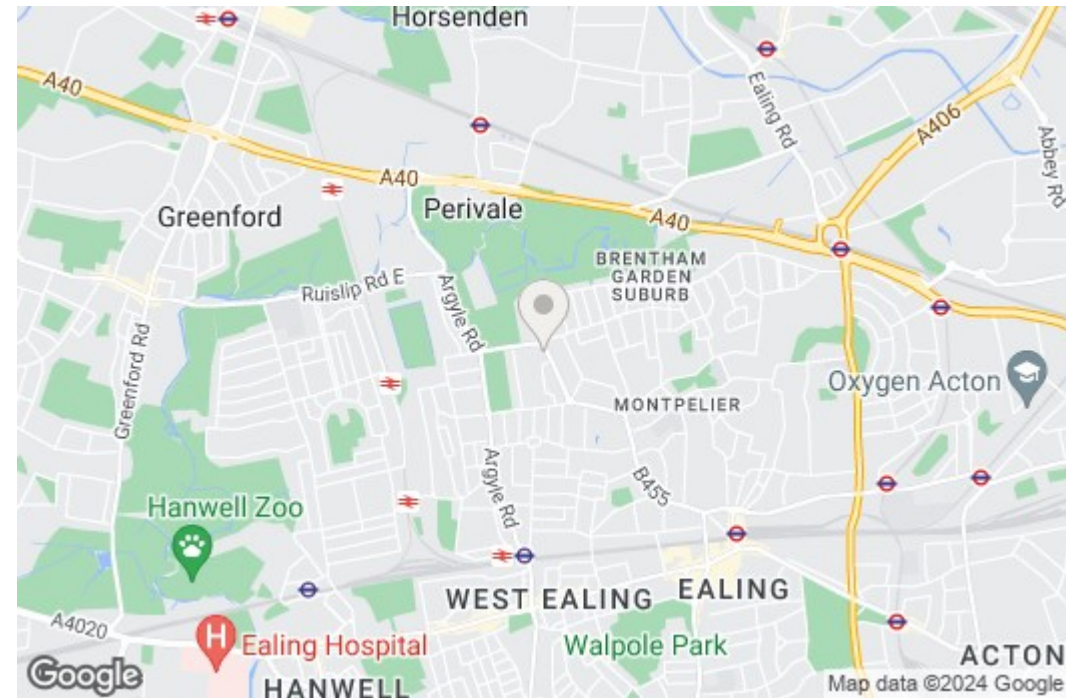 Horsenden
A40
Ealing Rd
A406
Abbey Rd
A40
Greenford
Perivale
A40
BRENTHAM
GARDEN
SUBURB
Ruislip Rd E
Argyle Rd
Greenford Rd
Oxygen Acton
MONTPELIER
Argyle Rd
B455
Hanwell Zoo
WEST EALING
EALING
A4020
H
Ealing Hospital
Walpole Park
ACTON
Google
HANWELL
Map data ©2024 Google